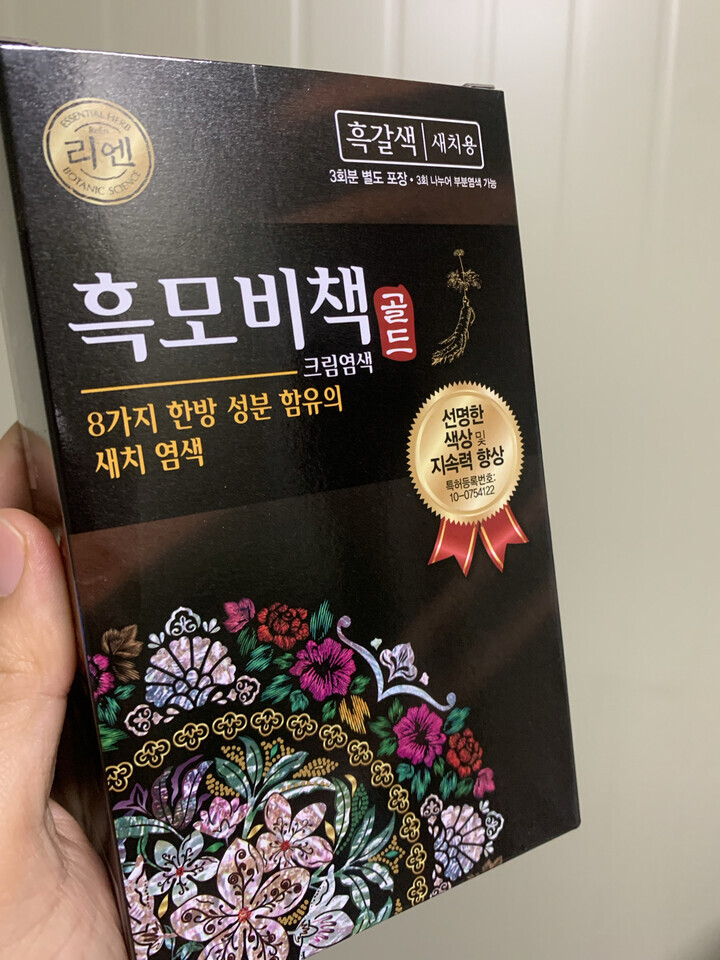 ESSENTIAL HERB
리엔
BOTANIC SCIENCE
흑갈색 | 새치용
3회분 별도 포장 • 3회 나누어 부분염색 가능
흑모비책
골드
크림염색
8가지 한방 성분 함유의
새치 염색
선명한
색상 및
지속력 향상
특허등록번호:
10-0754122